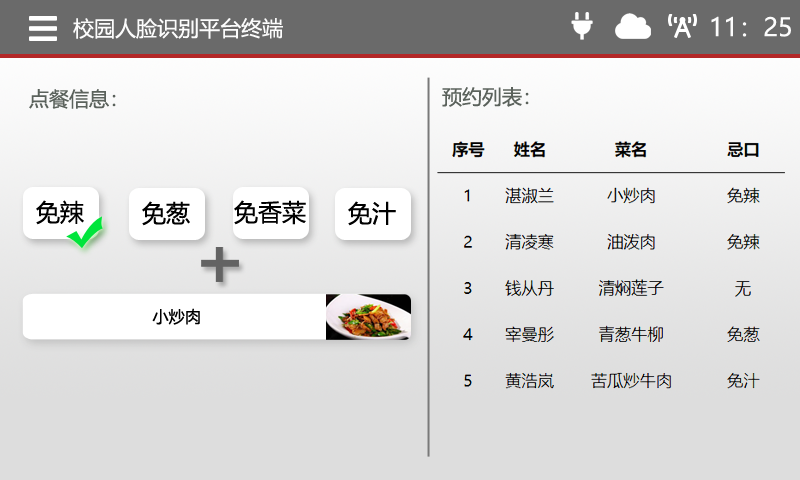 校园人脸识别平台终端 11：25
点餐信息：
免辣 免葱 免香菜 免汁
小炒肉
预约列表：
序号 姓名 菜名 忌口
1 湛淑兰 小炒肉 免辣
2 清凌寒 油泼肉 免辣
3 钱从丹 清焖莲子 无
4 宰曼彤 青葱牛柳 免葱
5 黄浩岚 苦瓜炒牛肉 免汁